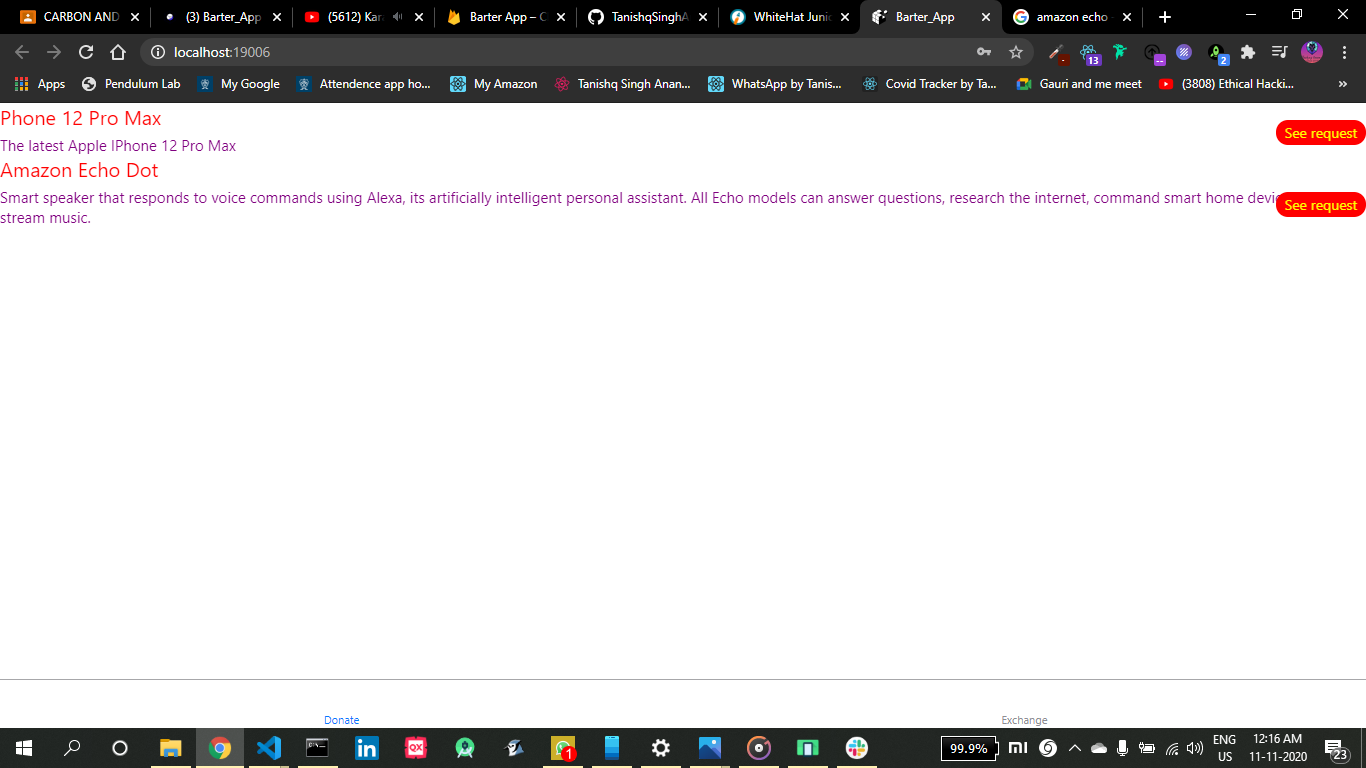 CARBON AND
(3) Barter_App
(5612) Kara
Barter App – C
TanishqSinghA
WhiteHat Juni
Barter_App
amazon echo -
localhost:19006
13
2
Apps
Pendulum Lab
My Google
Attendence app ho...
My Amazon
Tanishq Singh Anan...
WhatsApp by Tanis...
Covid Tracker by Ta...
Gauri and me meet
(3808) Ethical Hacki...
»
Phone 12 Pro Max
See request
The latest Apple IPhone 12 Pro Max
Amazon Echo Dot
Smart speaker that responds to voice commands using Alexa, its artificially intelligent personal assistant. All Echo models can answer questions, research the internet, command smart home devic
See request
stream music.
Donate
Exchange
QX
1
99.9%
ENG
US
12:16 AM
11-11-2020
23